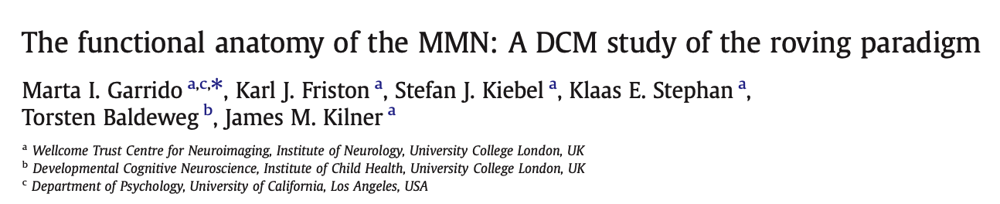 The functional anatomy of the MMN: A DCM study of the roving paradigm
Marta I. Garrido a,c,*, Karl J. Friston a, Stefan J. Kiebel a, Klaas E. Stephan a,
Torsten Baldeweg b, James M. Kilner a
a Wellcome Trust Centre for Neuroimaging, Institute of Neurology, University College London, UK
b Developmental Cognitive Neuroscience, Institute of Child Health, University College London, UK
c Department of Psychology, University of California, Los Angeles, USA